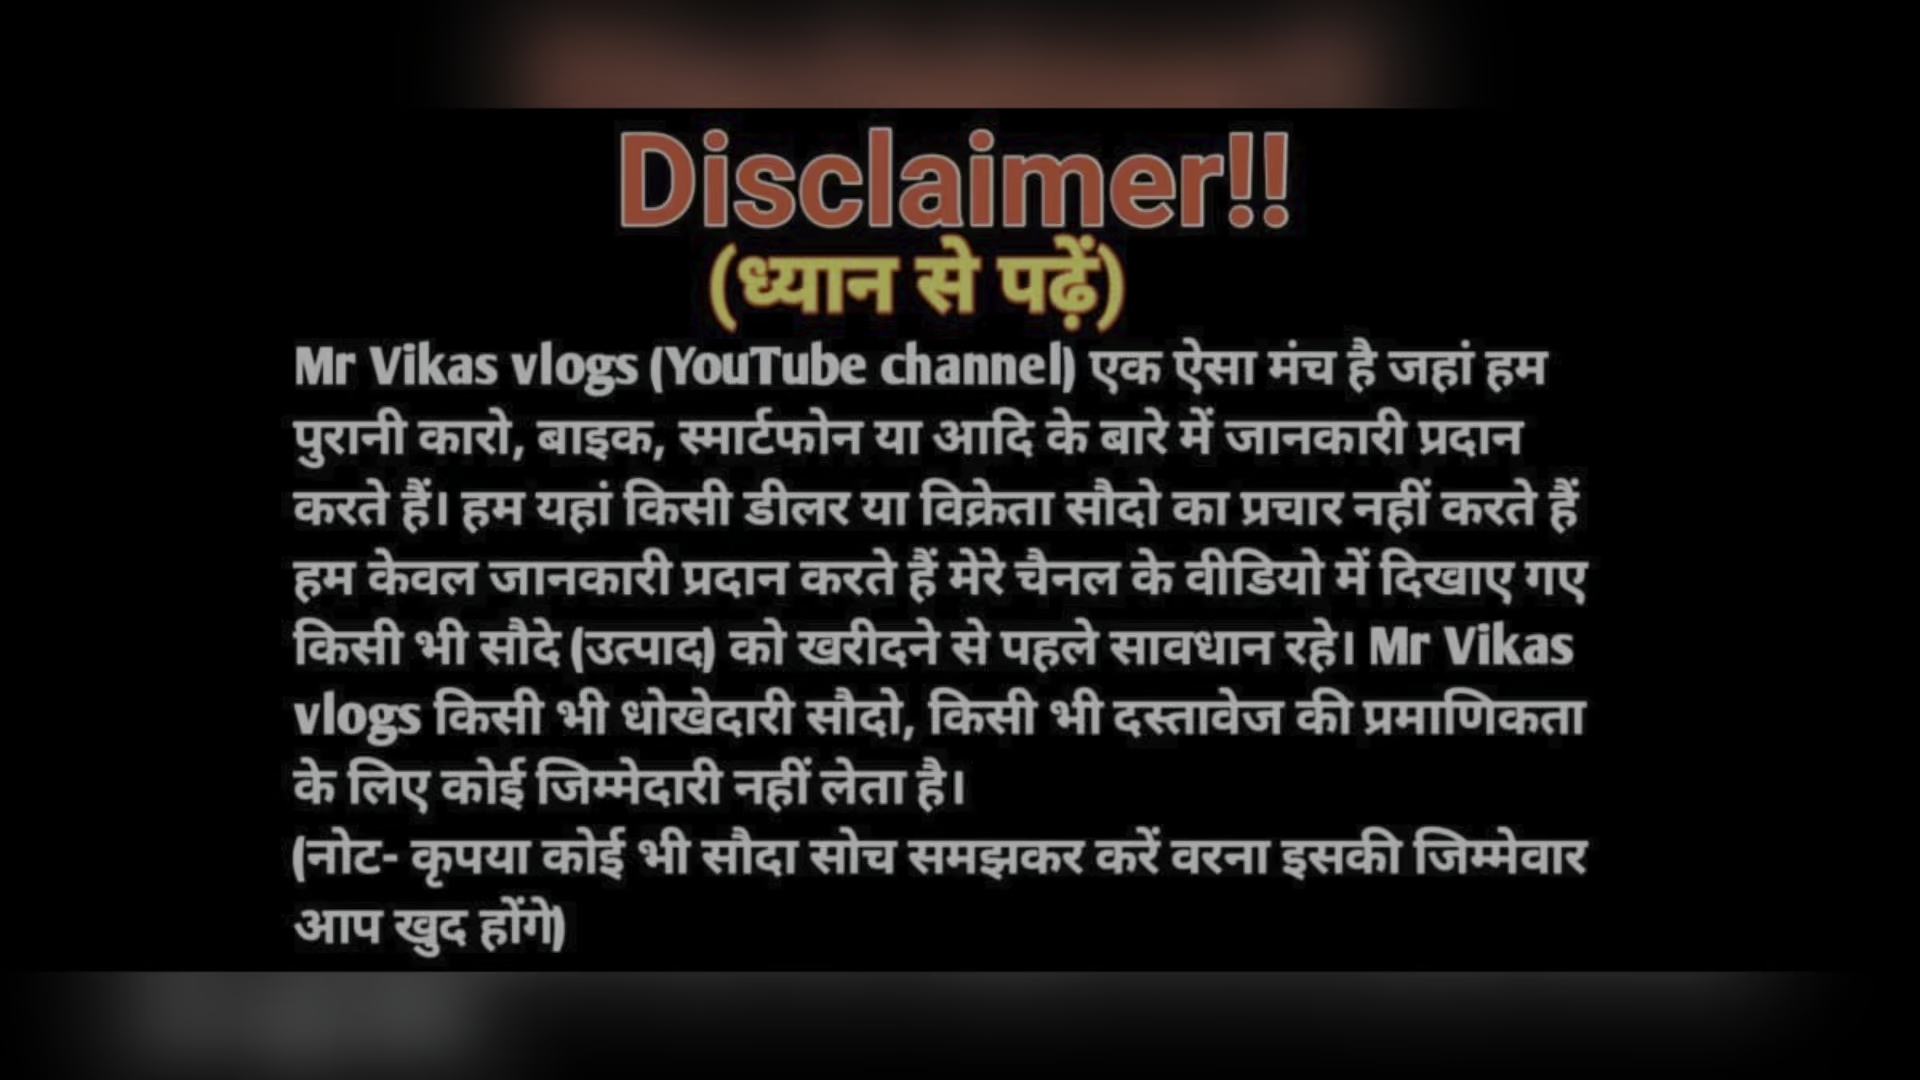 Disclaimer!!
(ध्यान से पढ़ें)
Mr Vikas vlogs (YouTube channel) एक ऐसा मंच है जहां हम
पुरानी कारो, बाइक, स्मार्टफोन या आदि के बारे में जानकारी प्रदान
करते हैं। हम यहां किसी डीलर या विक्रेता सौदो का प्रचार नहीं करते हैं
हम केवल जानकारी प्रदान करते हैं मेरे चैनल के वीडियो में दिखाए गए
किसी भी सौदे (उत्पाद) को खरीदने से पहले सावधान रहे। Mr Vikas
vlogs किसी भी धोखेदारी सौदो, किसी भी दस्तावेज की प्रमाणिकता
के लिए कोई जिम्मेदारी नहीं लेता है।
(नोट- कृपया कोई भी सौदा सोच समझकर करें वरना इसकी जिम्मेवार
आप खुद होंगे)